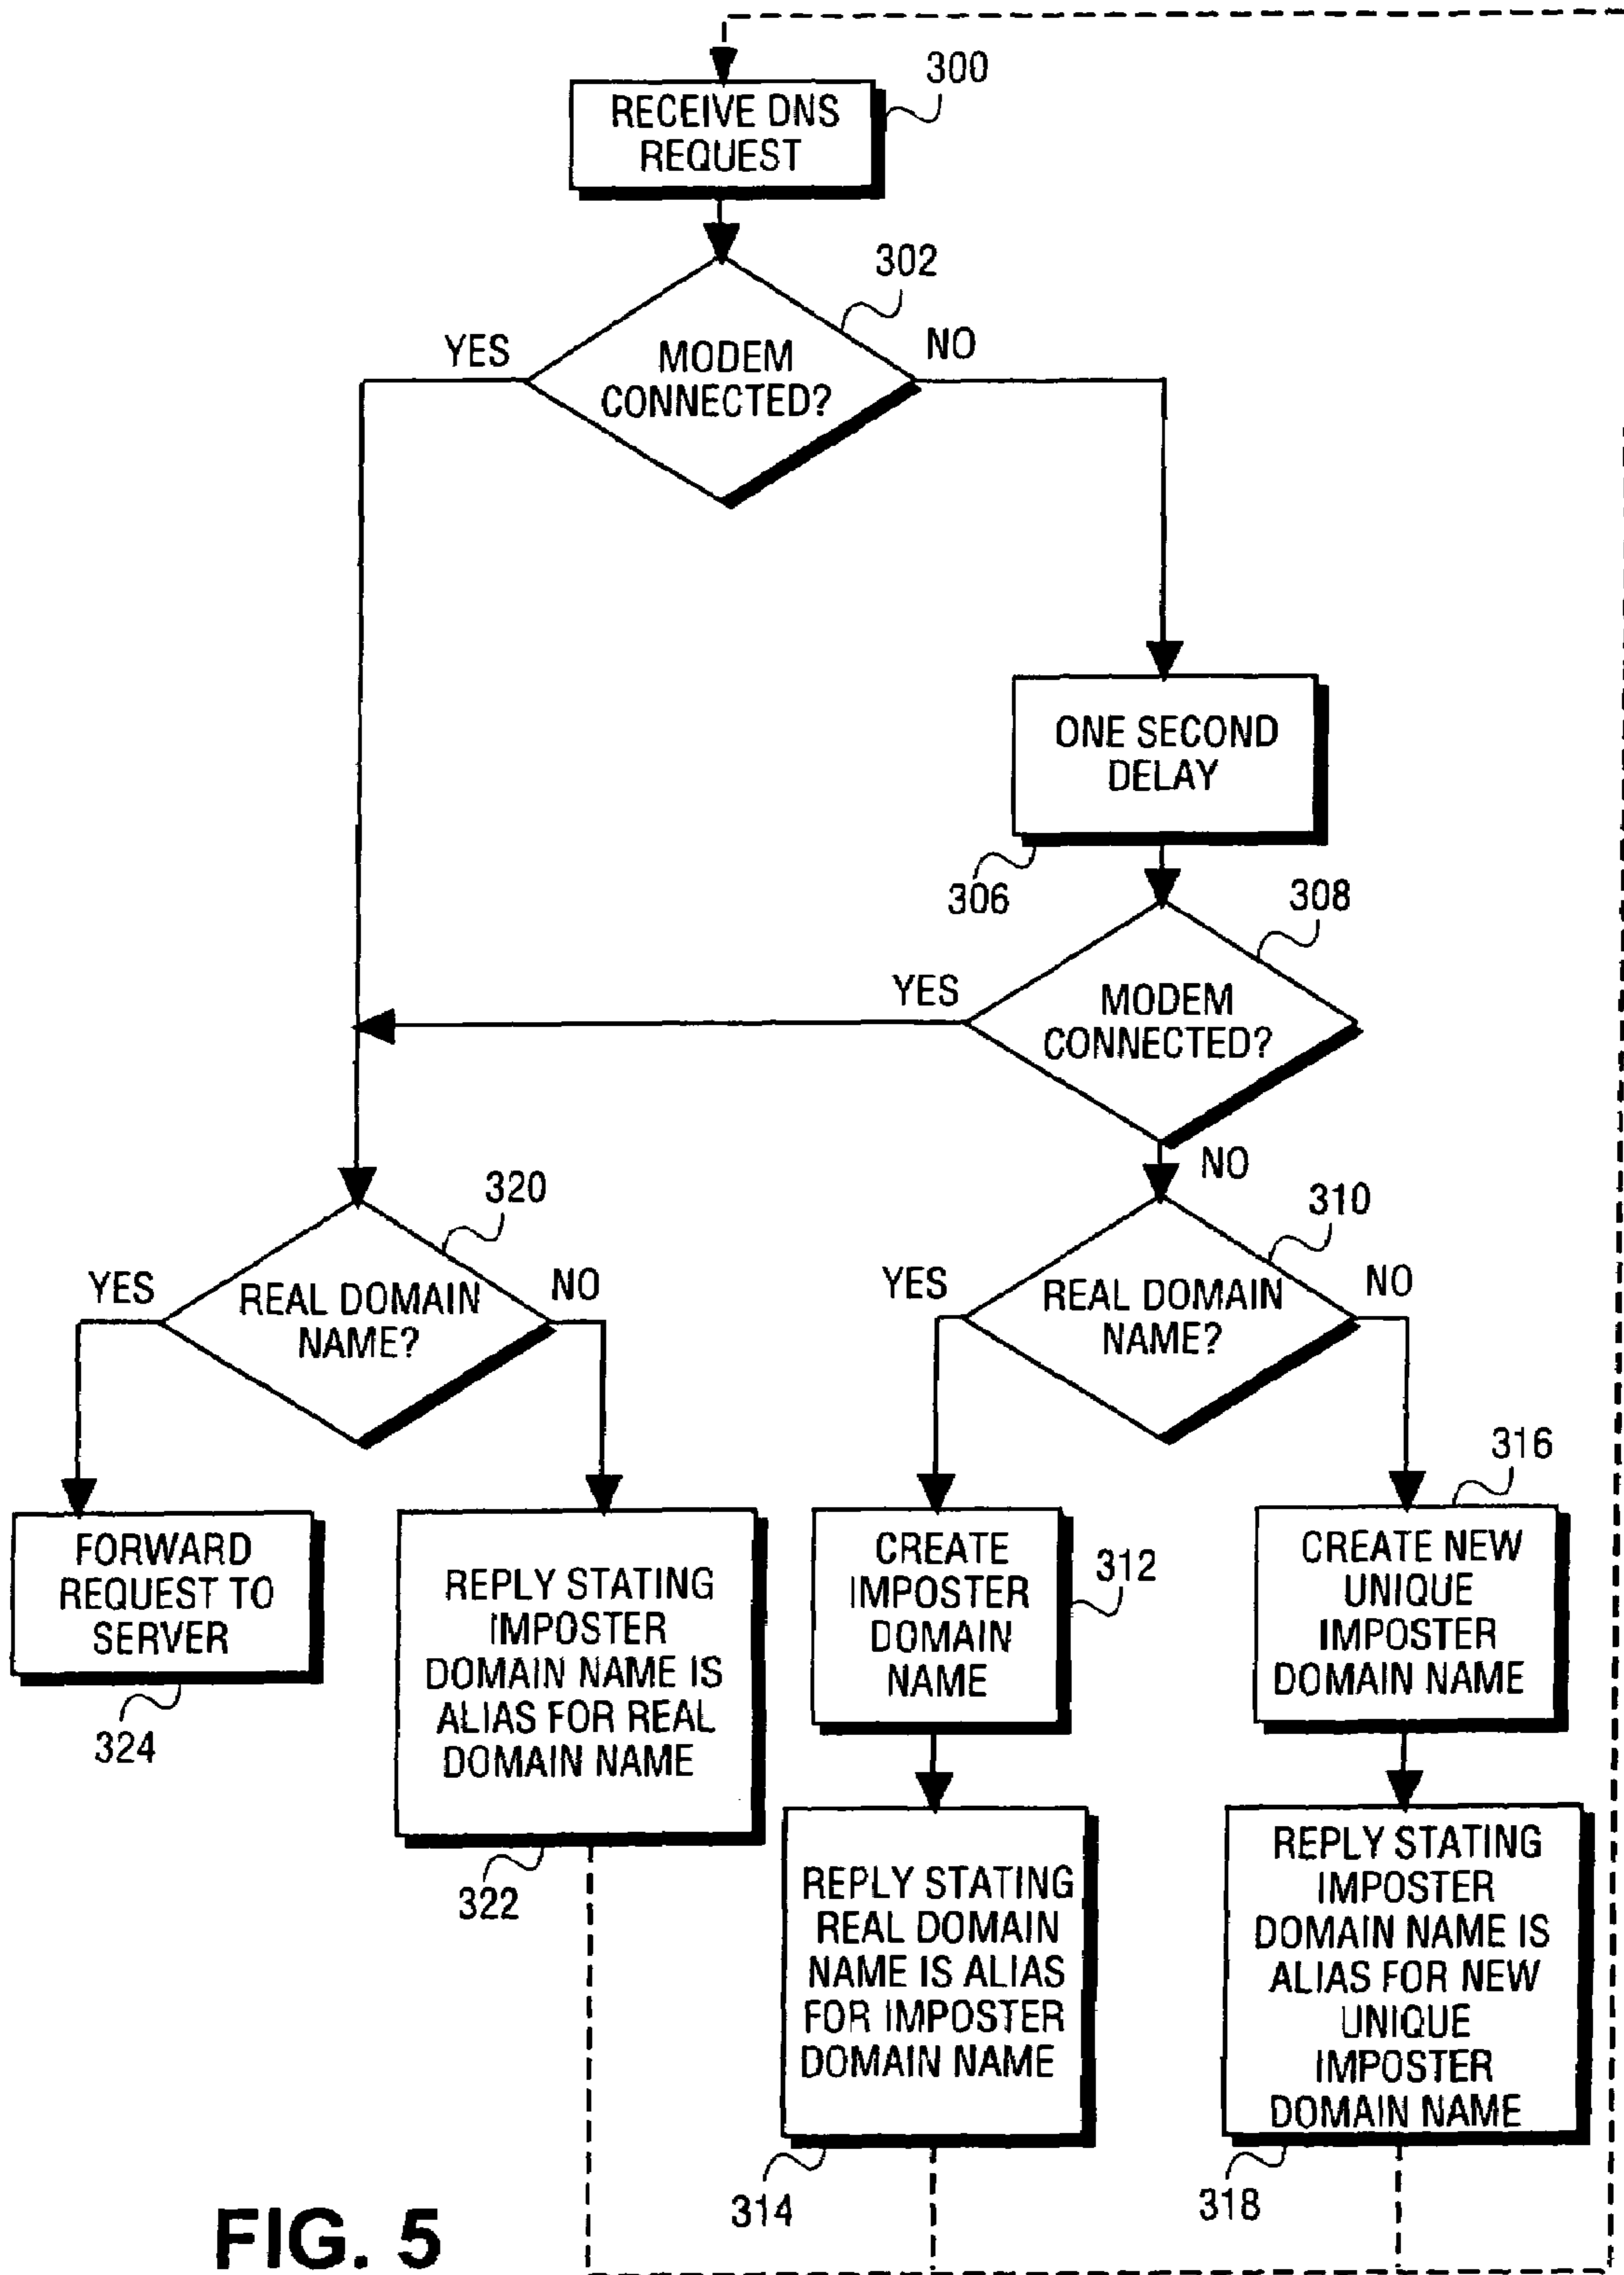 300
RECEIVE DNS
REQUEST
302
YES
NO
MODEM
CONNECTED?
ONE SECOND
DELAY
306
308
YES
MODEM
CONNECTED?
NO
320
310
YES
REAL DOMAIN
NAME?
NO
YES
REAL DOMAIN
NAME?
NO
316
FORWARD
REQUEST TO
SERVER
324
REPLY STATING
IMPOSTER
DOMAIN NAME IS
ALIAS FOR REAL
DOMAIN NAME
322
CREATE
IMPOSTER
DOMAIN
NAME
312
CREATE NEW
UNIQUE
IMPOSTER
DOMAIN NAME
REPLY STATING
REAL DOMAIN
NAME IS ALIAS
FOR IMPOSTER
DOMAIN NAME
314
REPLY STATING
IMPOSTER
DOMAIN NAME IS
ALIAS FOR NEW
UNIQUE
IMPOSTER
DOMAIN NAME
318
FIG. 5